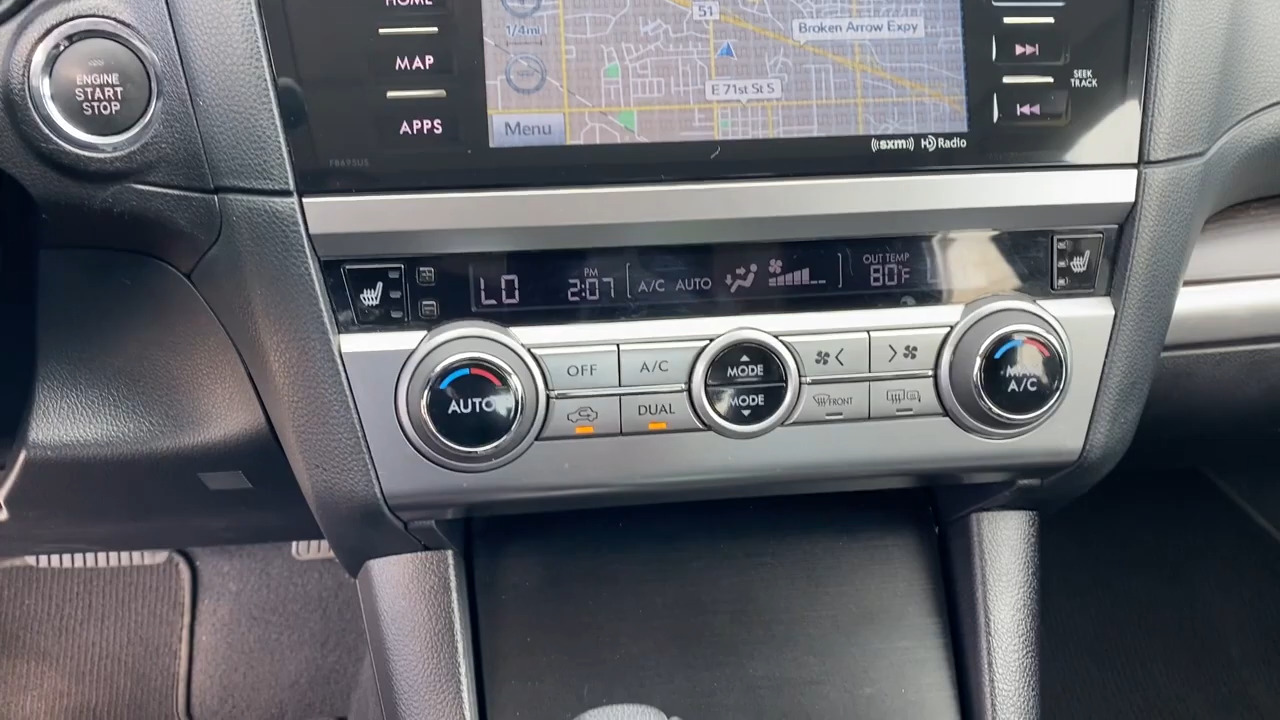 HOME
51
Broken Arrow Expy
1/4mi
ENGINE
START
STOP
MAP
SEEK
TRACK
E 71st St S
APPS
Menu
((sxm)) HD Radio
F8695US
LO
PM
2:07
A/C AUTO
OUT TEMP
80°F
OFF
A/C
MODE
MODE
AUTO
DUAL
FRONT
MAX
A/C